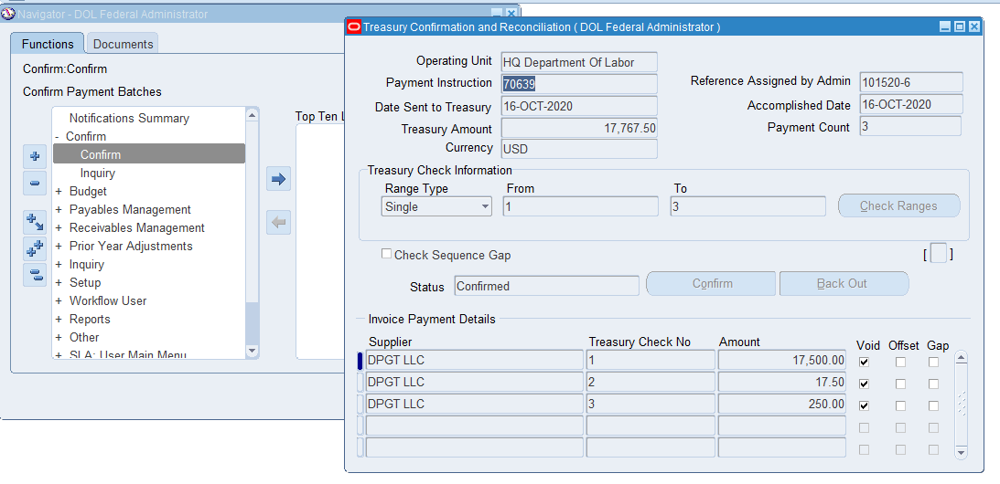 Navigator - DOL Federal Administrator
Functions
Documents
Confirm:Confirm
Confirm Payment Batches
Notifications Summary
- Confirm
Confirm
Inquiry
+ Budget
+ Payables Management
+ Receivables Management
+ Prior Year Adjustments
+ Inquiry
+ Setup
+ Workflow User
+ Reports
+ Other
+ SLA: User Main Menu
Top Ten L
Treasury Confirmation and Reconciliation ( DOL Federal Administrator )
Operating Unit HQ Department Of Labor
Payment Instruction 70639
Reference Assigned by Admin 101520-6
Date Sent to Treasury 16-OCT-2020
Accomplished Date 16-OCT-2020
Treasury Amount 17,767.50
Payment Count 3
Currency USD
Treasury Check Information
Range Type From To
Single 1 3 Check Ranges
Check Sequence Gap [ ]
Status Confirmed Confirm Back Out
Invoice Payment Details
Supplier Treasury Check No Amount Void Offset Gap
DPGT LLC 1 17,500.00
DPGT LLC 2 17.50
DPGT LLC 3 250.00